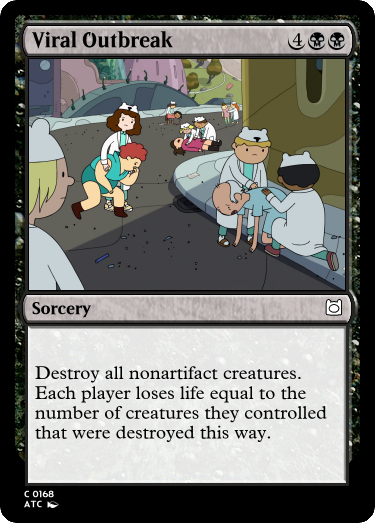 Viral Outbreak 4
Sorcery
Destroy all nonartifact creatures.
Each player loses life equal to the
number of creatures they controlled
that were destroyed this way.
C 0168
ATC